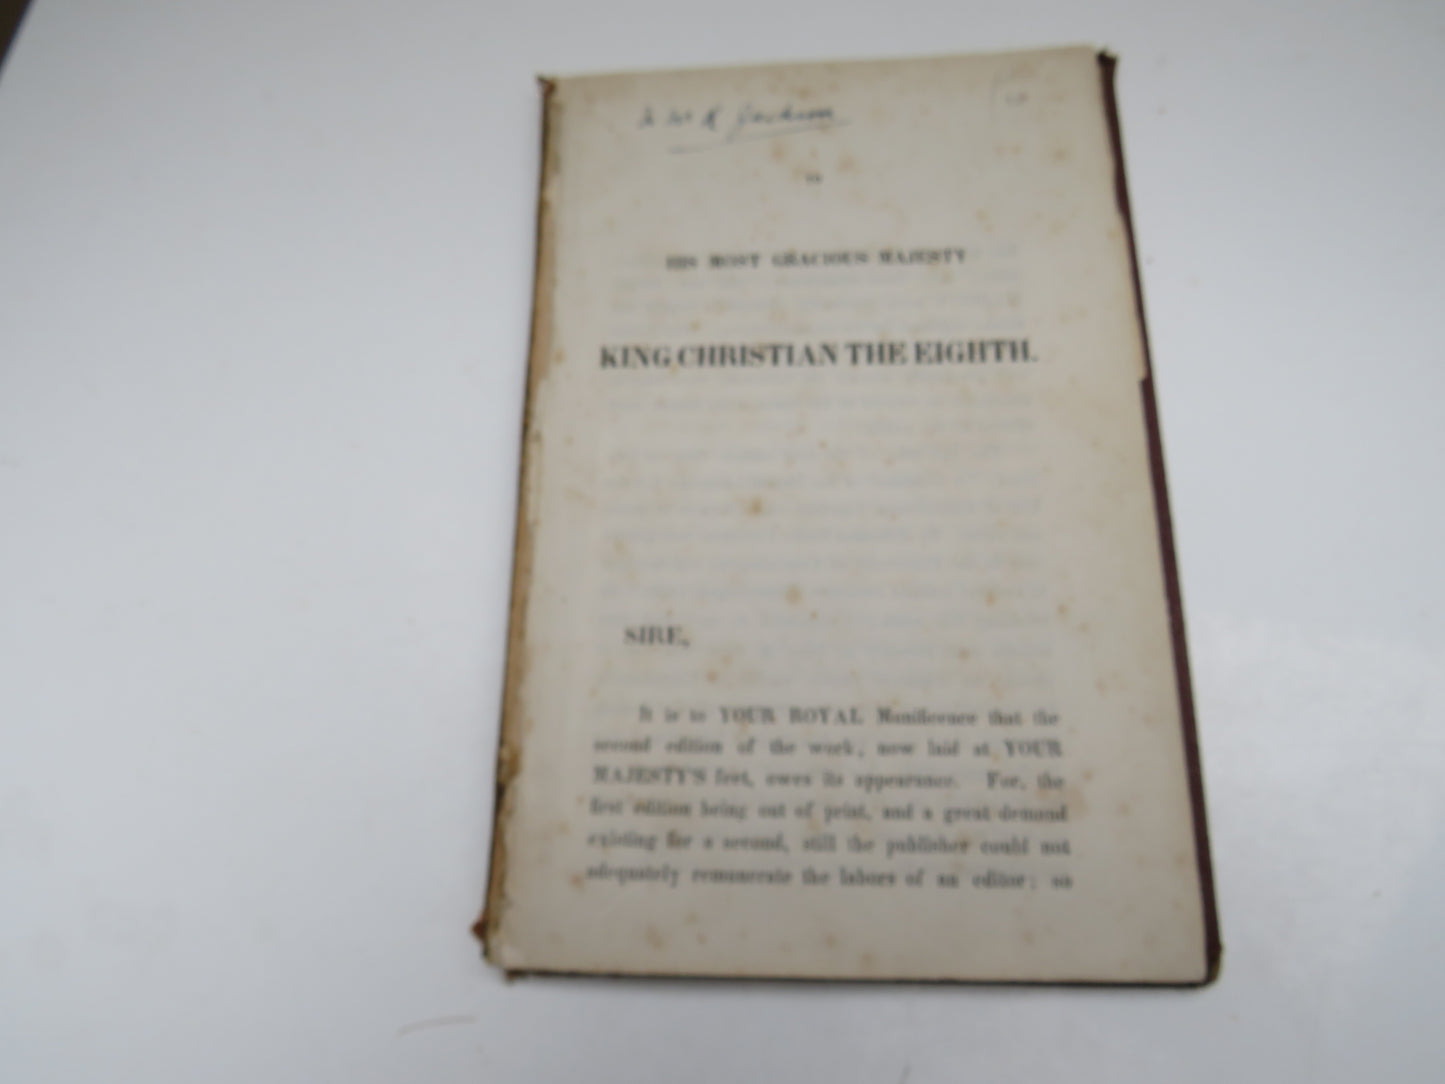 Jackson
TO
HIS MOST GRACIOUS MAJESTY
KING CHRISTIAN THE EIGHTH.
SIRE,
It is to YOUR ROYAL Munificence that the
second edition of the work, now laid at YOUR
MAJESTY'S feet, owes its appearance. For, the
first edition being out of print, and a great demand
existing for a second, still the publisher could not
adequately remunerate the labors of an editor; so